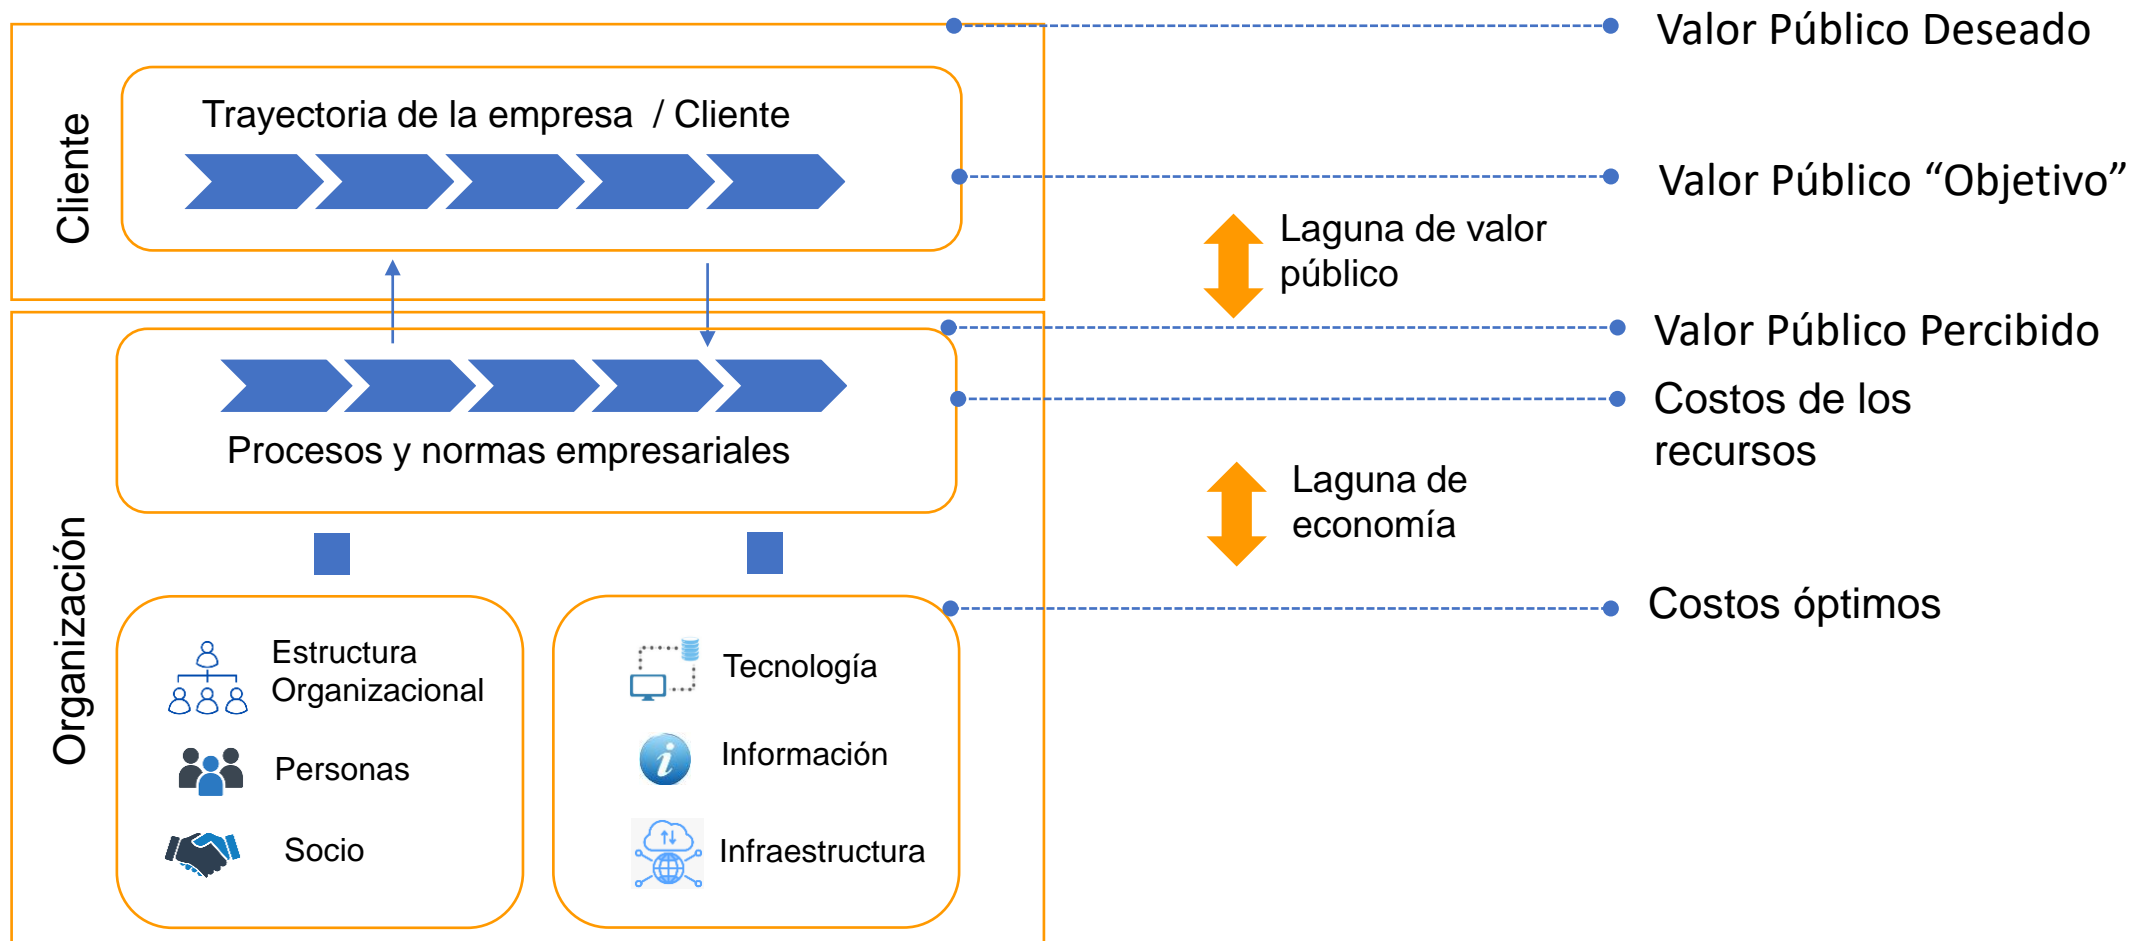 Valor Público Deseado
Cliente
Trayectoria de la empresa / Cliente
Valor Público “Objetivo”
Laguna de valor
público
Valor Público Percibido
Costos de los
recursos
Procesos y normas empresariales
Laguna de
economía
Organización
Costos óptimos
Estructura
Organizacional
Personas
Socio
Tecnología
Información
Infraestructura